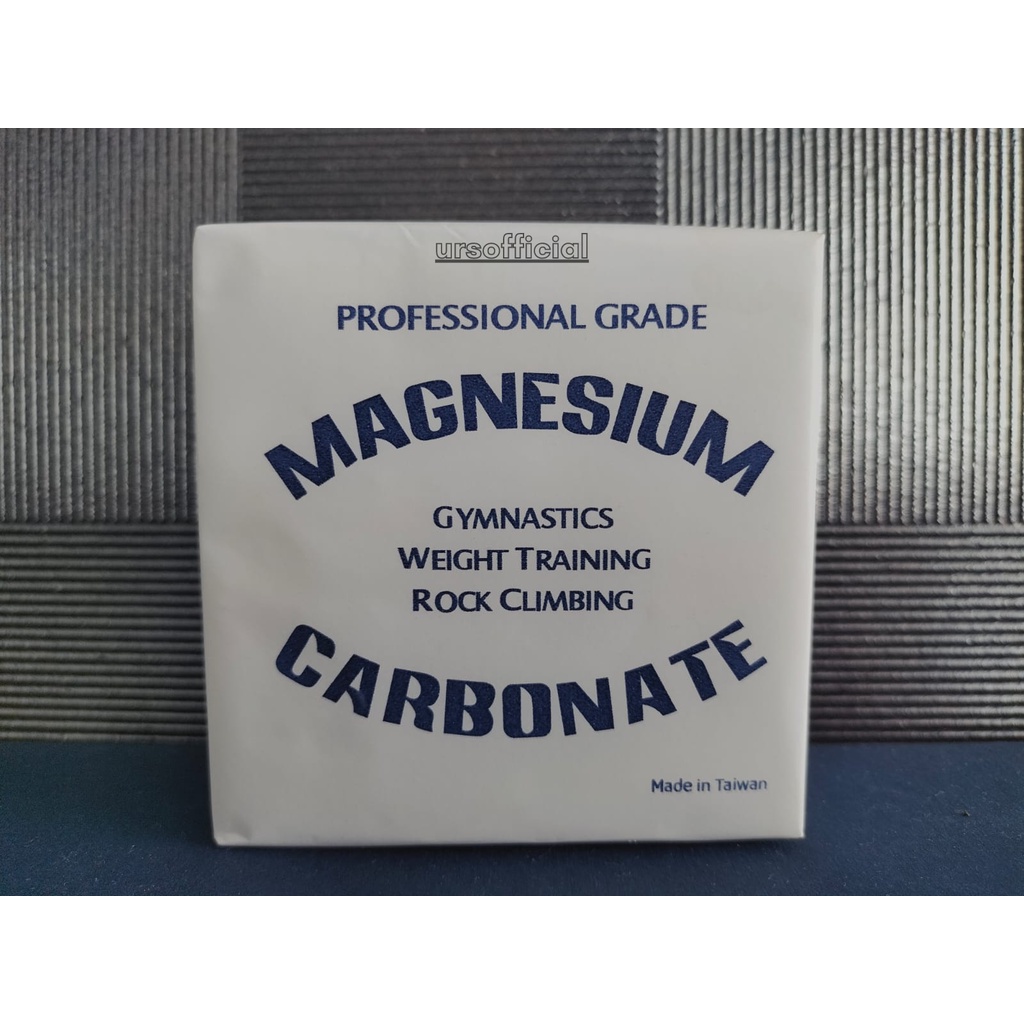 ursofficial
PROFESSIONAL GRADE
MAGNESIUM
GYMNASTICS
WEIGHT TRAINING
ROCK CLIMBING
CARBONATE
Made in Taiwan